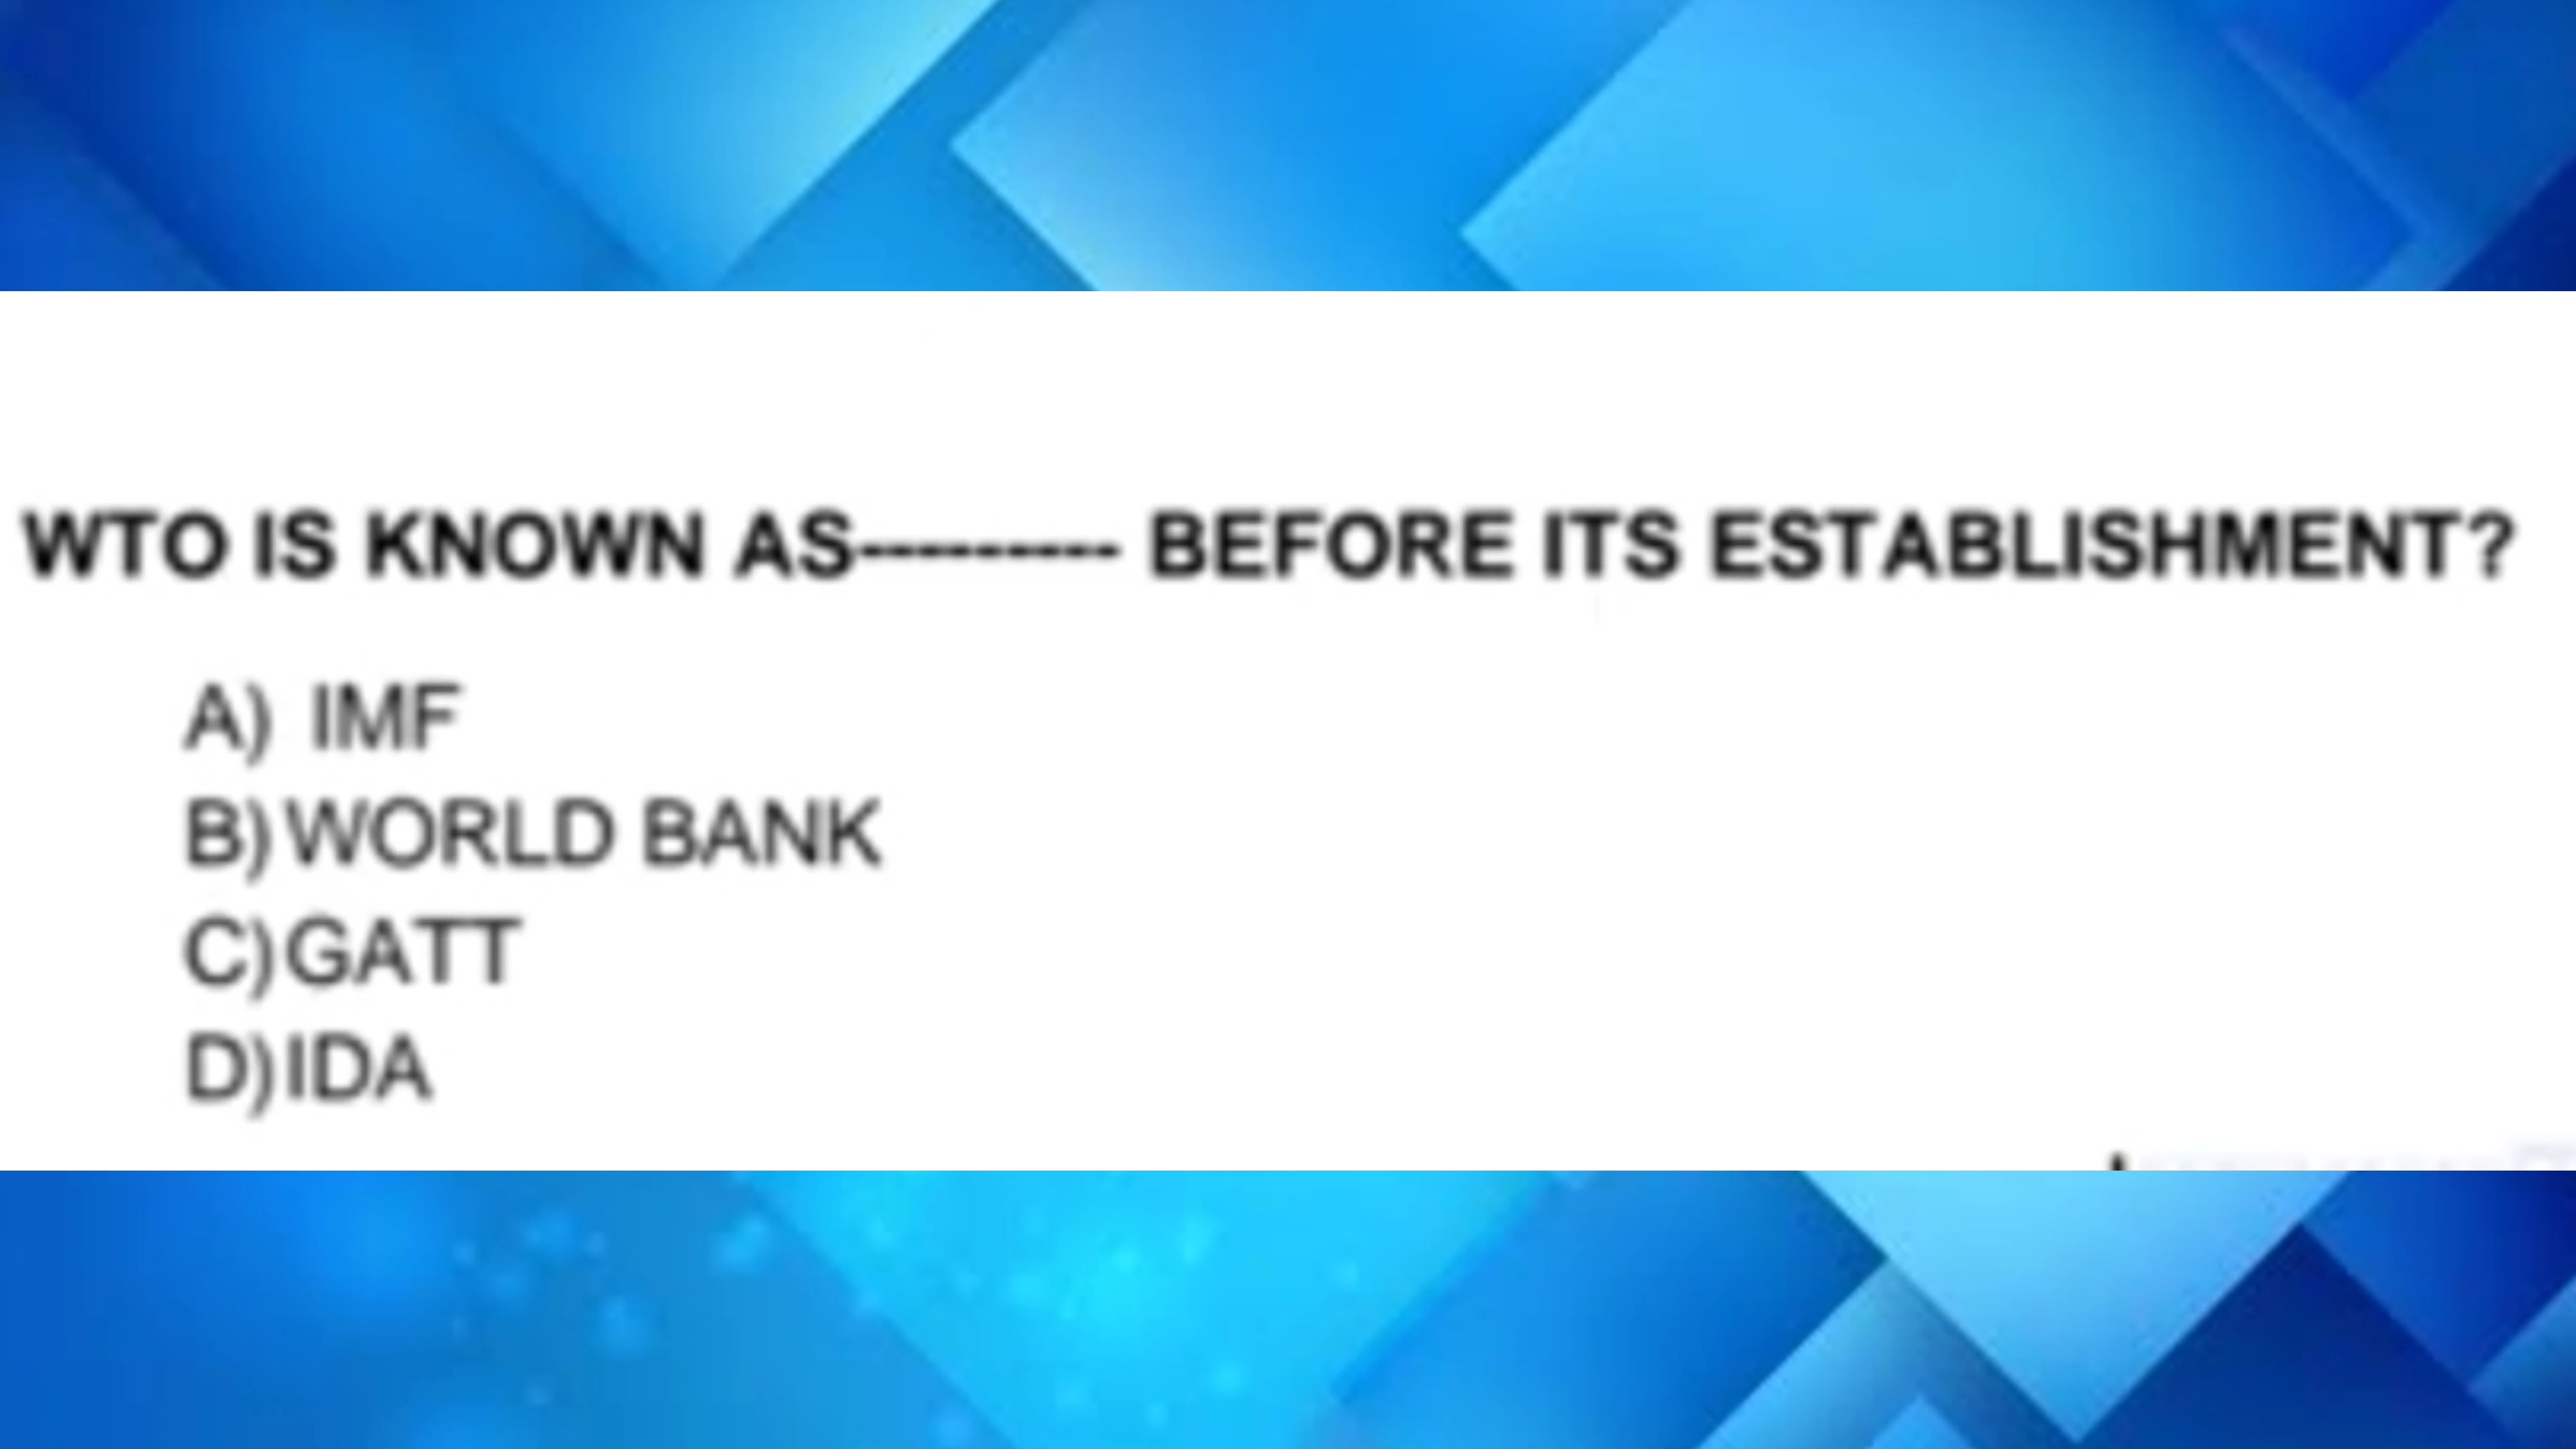 WTO IS KNOWN AS--------- BEFORE ITS ESTABLISHMENT?
A) IMF
B) WORLD BANK
C) GATT
D) IDA